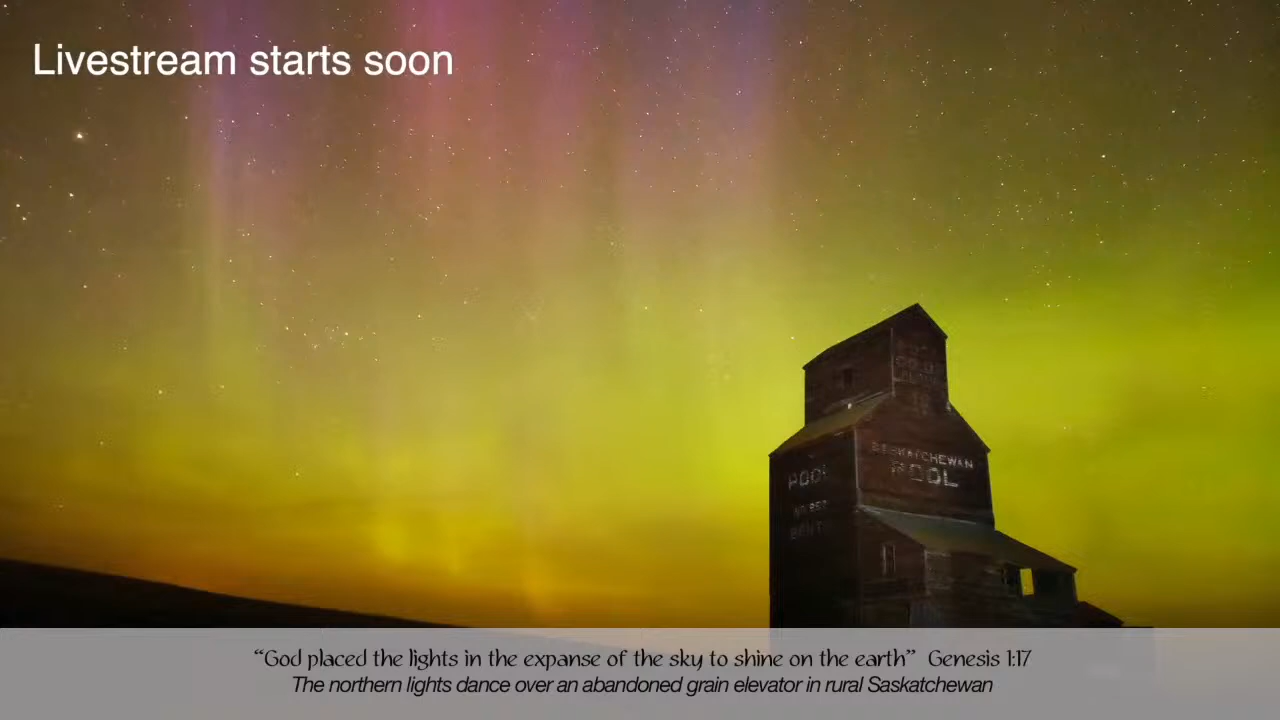 Livestream starts soon
SASKATCHEWAN
POOL
POOL
“God placed the lights in the expanse of the sky to shine on the earth” Genesis 1:17
The northern lights dance over an abandoned grain elevator in rural Saskatchewan